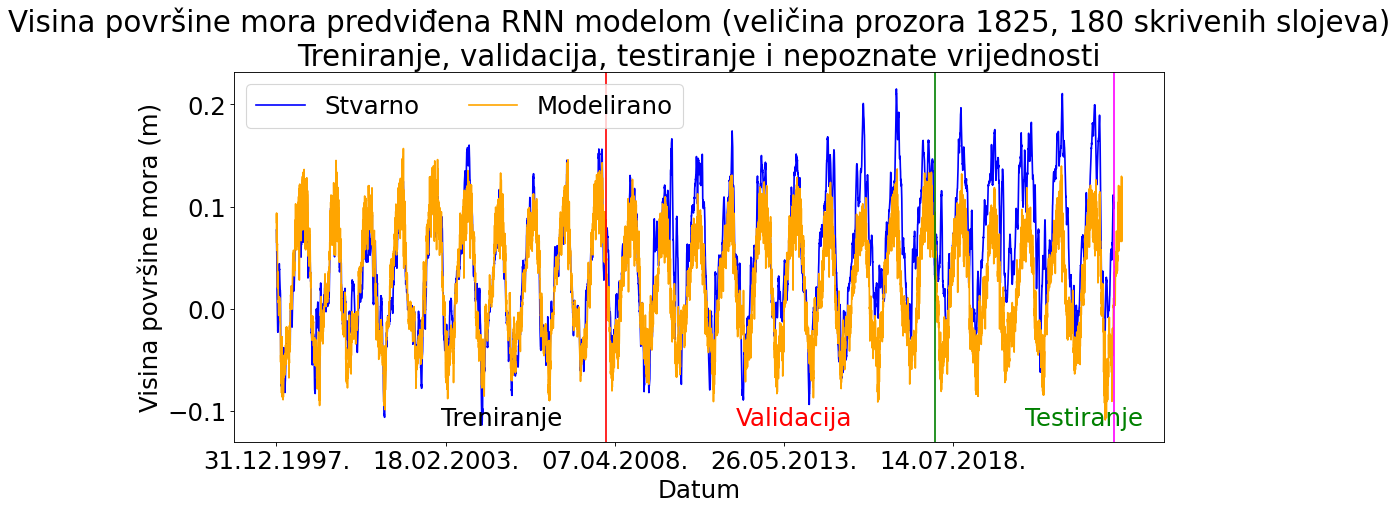 Visina površine mora predviđena RNN modelom (veličina prozora 1825, 180 skrivenih slojeva)
Treniranje, validacija, testiranje i nepoznate vrijednosti
Stvarno Modelirano
Visina površine mora (m)
0.2
0.1
0.0
−0.1
Treniranje Validacija Testiranje
31.12.1997. 18.02.2003. 07.04.2008. 26.05.2013. 14.07.2018.
Datum